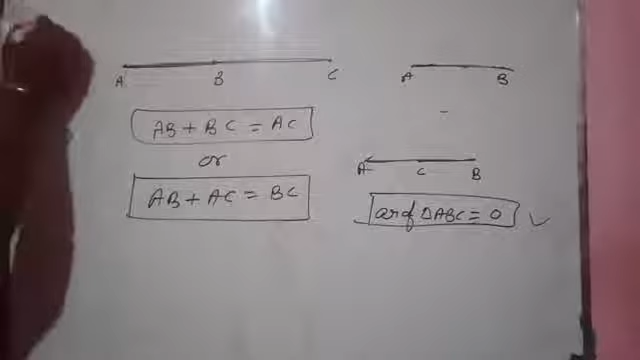 A B C
AB + BC = AC
or
AB + AC = BC
A B
A C B
ar of ΔABC = 0